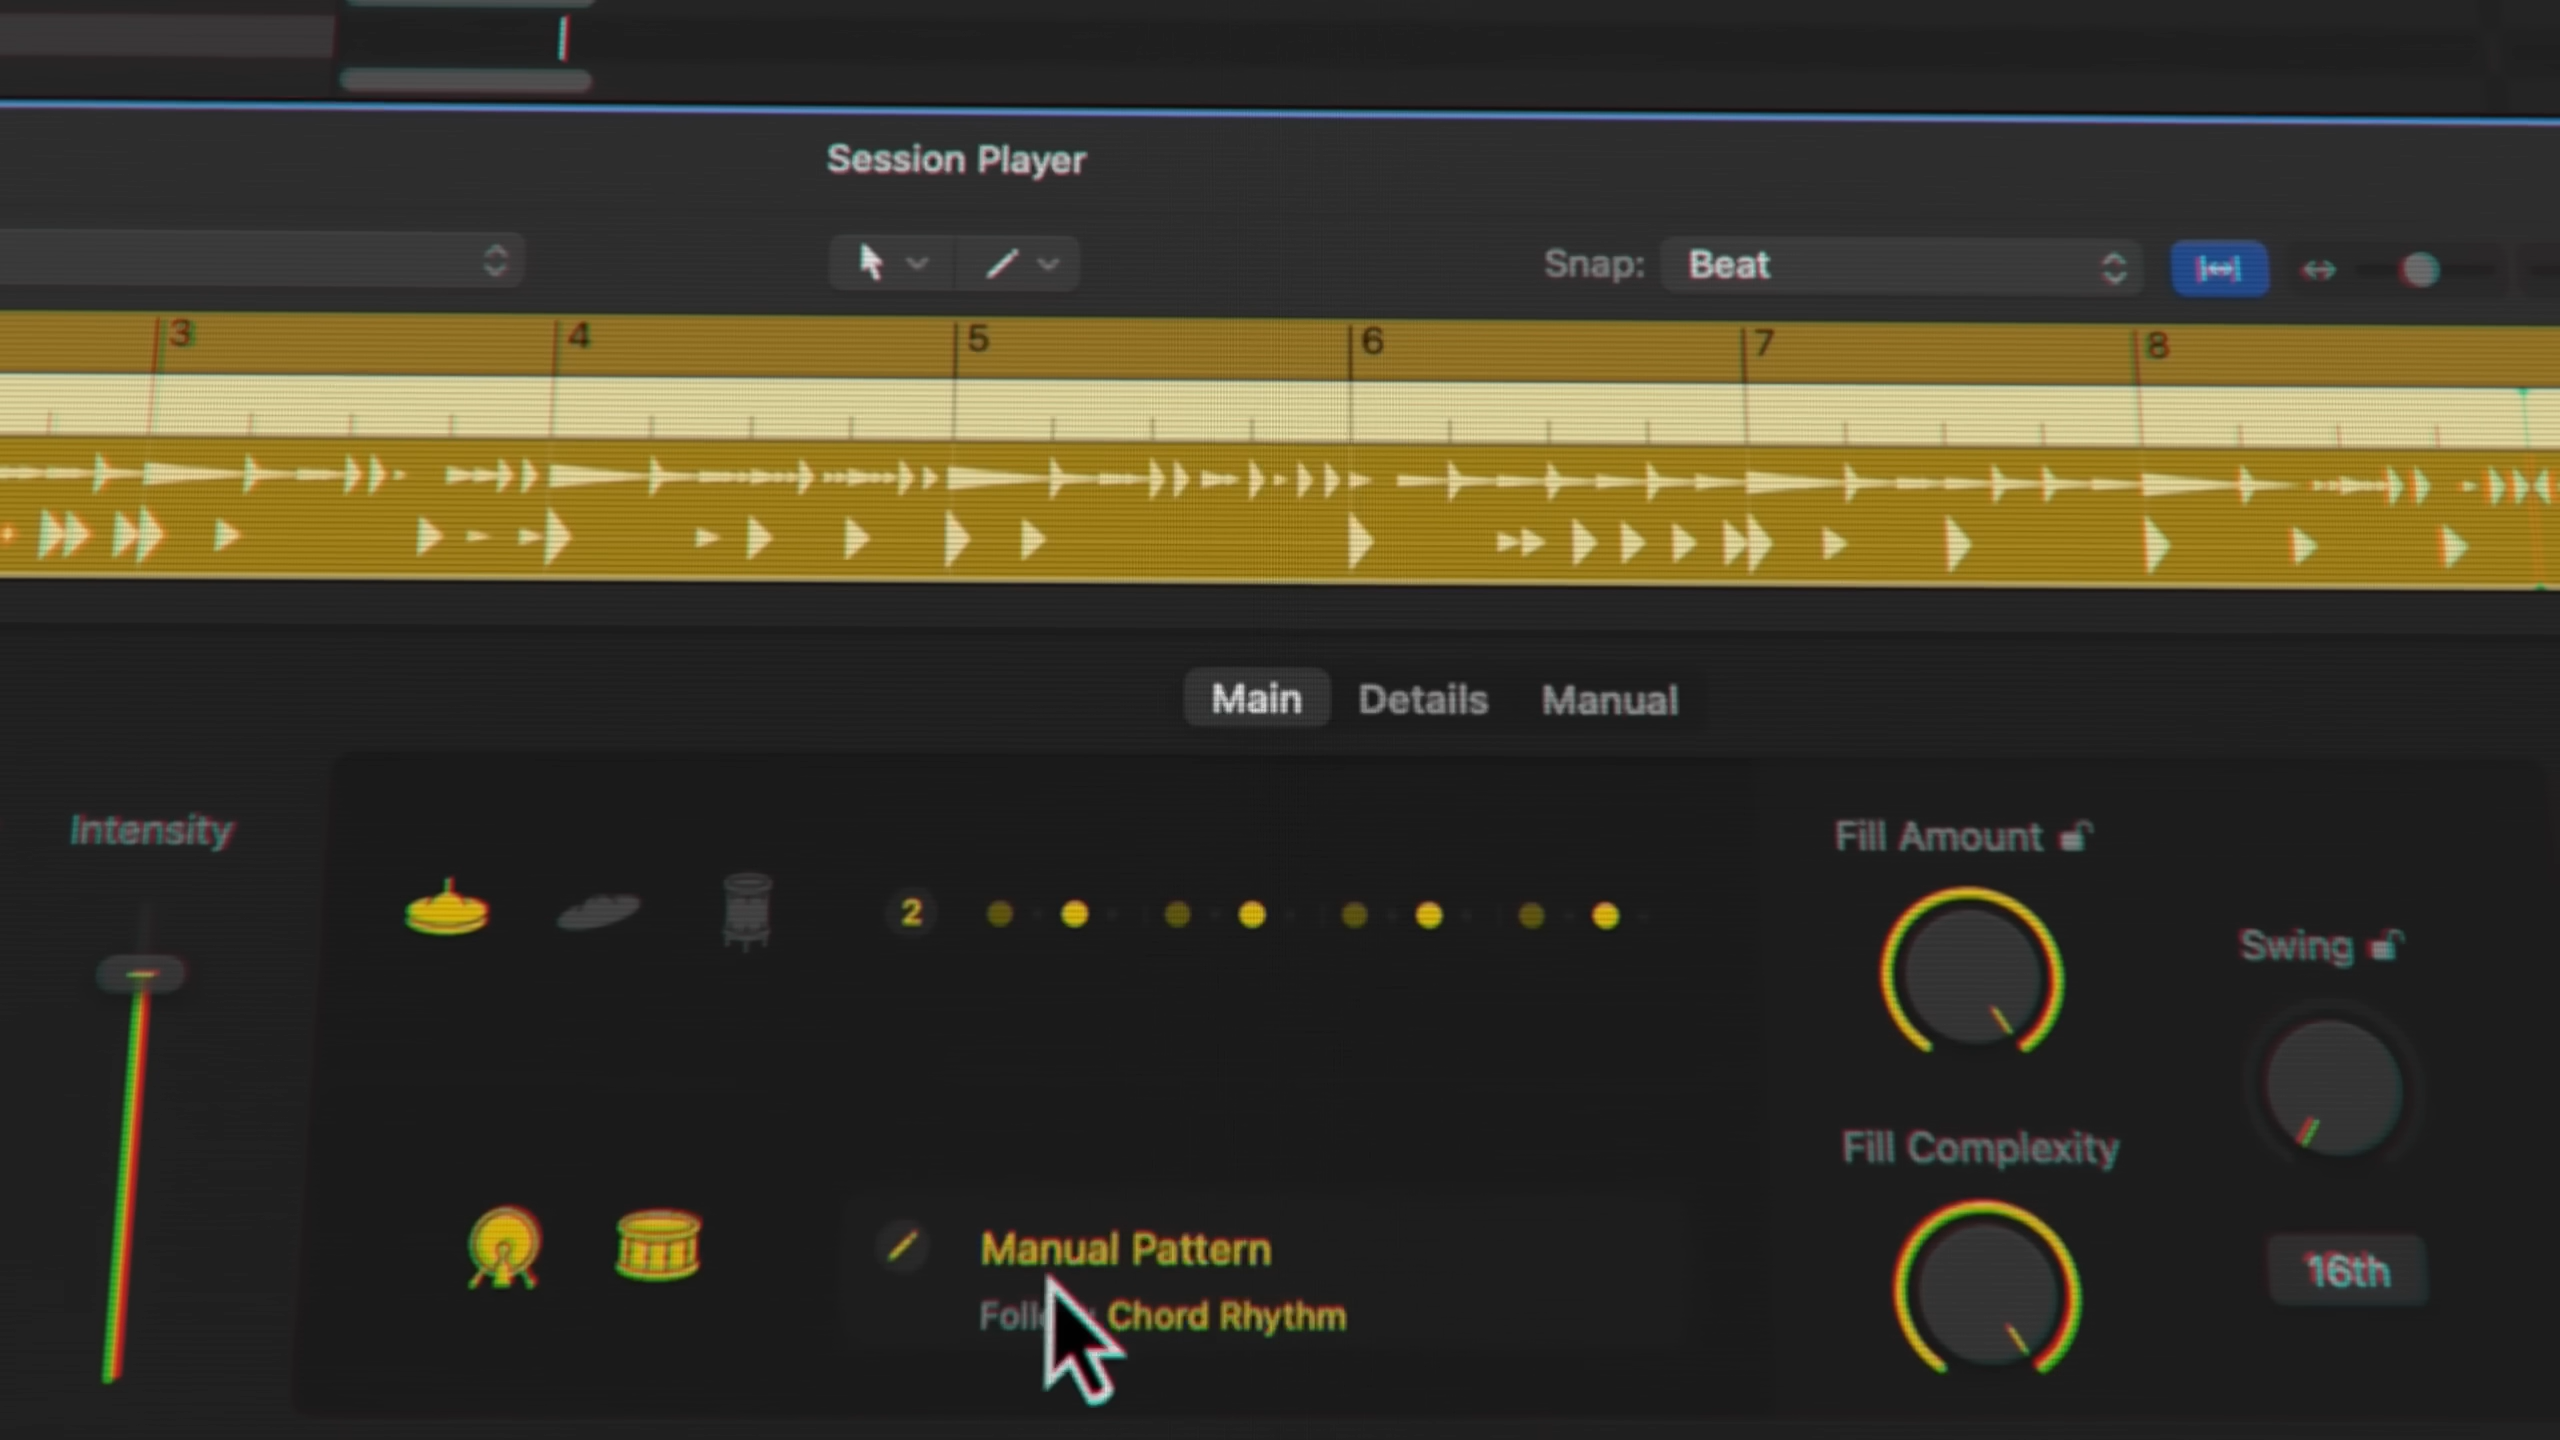 Session Player
Snap: Beat
3 4 5 6 7 8
Main Details Manual
Intensity
Fill Amount
2
Swing
Fill Complexity
Manual Pattern
16th
Chord Rhythm